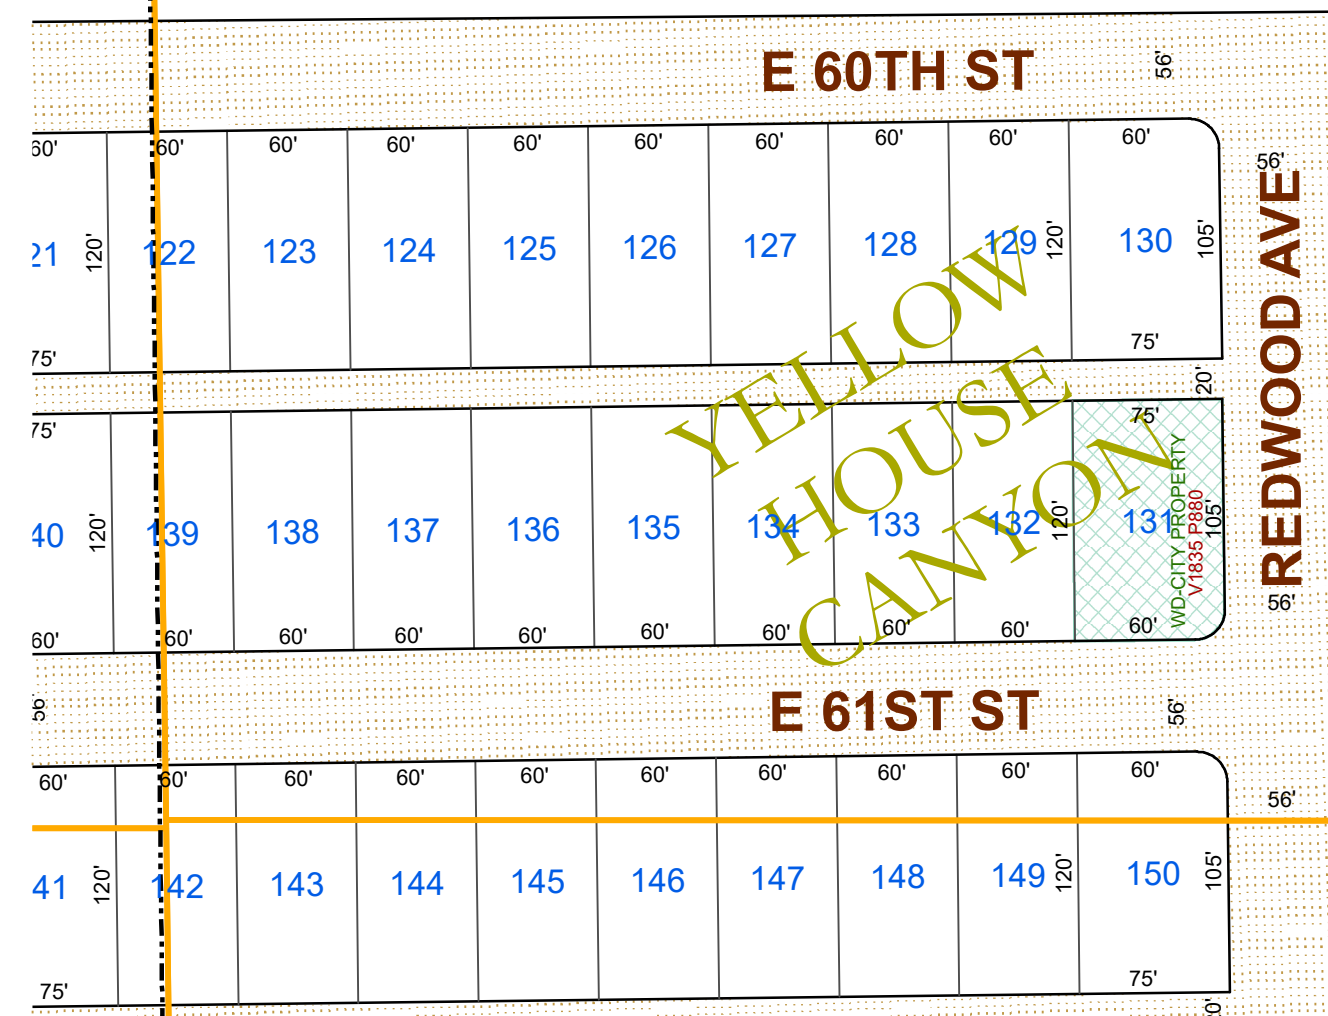 E 60TH ST
56'
60' 60' 60' 60' 60' 60' 60' 60' 60' 60'
56'
21 120' 122 123 124 125 126 127 128 129 120' 130 105'
REDWOOD AVE
75' 75'
20'
YELLOW
HOUSE
CANYON
75' 75'
40 120' 139 138 137 136 135 134 133 132 120' 131 105'
WD-CITY PROPERTY
V1835 P880
56'
60' 60' 60' 60' 60' 60' 60' 60' 60' 60'
56' E 61ST ST 56'
60' 60' 60' 60' 60' 60' 60' 60' 60' 60'
56'
41 120' 142 143 144 145 146 147 148 149 120' 150 105'
75' 75'